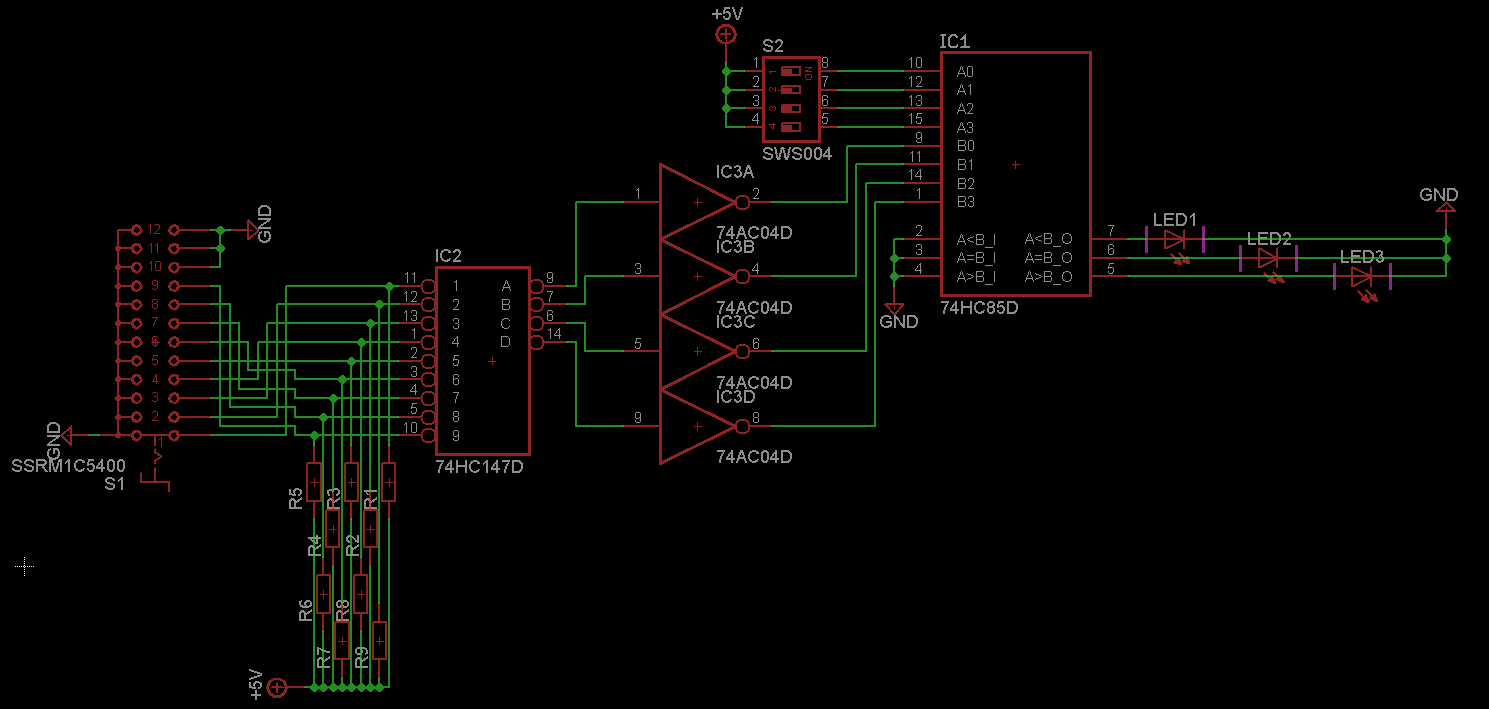 +5V
S2
1 8
2 7
3 6
4 5
1 ON
2
3
4
SWS004
IC1
10 A0
12 A1
13 A2
15 A3
9 B0
11 B1
14 B2
1 B3
2 A<B_I A<B_O 7
3 A=B_I A=B_O 6
4 A>B_I A>B_O 5
74HC85D
GND
LED1
LED2
LED3
GND
IC3A
1 2
74AC04D
IC3B
3 4
74AC04D
IC3C
5 6
74AC04D
IC3D
9 8
74AC04D
12
11
10
9
8
7
6
5
4
3
2
1
GND
GND
SSRM1C5400
S1
IC2
11 1 A 9
12 2 B 7
13 3 C 6
1 4 D 14
2 5
3 6
4 7
5 8
10 9
74HC147D
R5 R3 R1
R4 R2
R6 R8
R7 R9
+5V